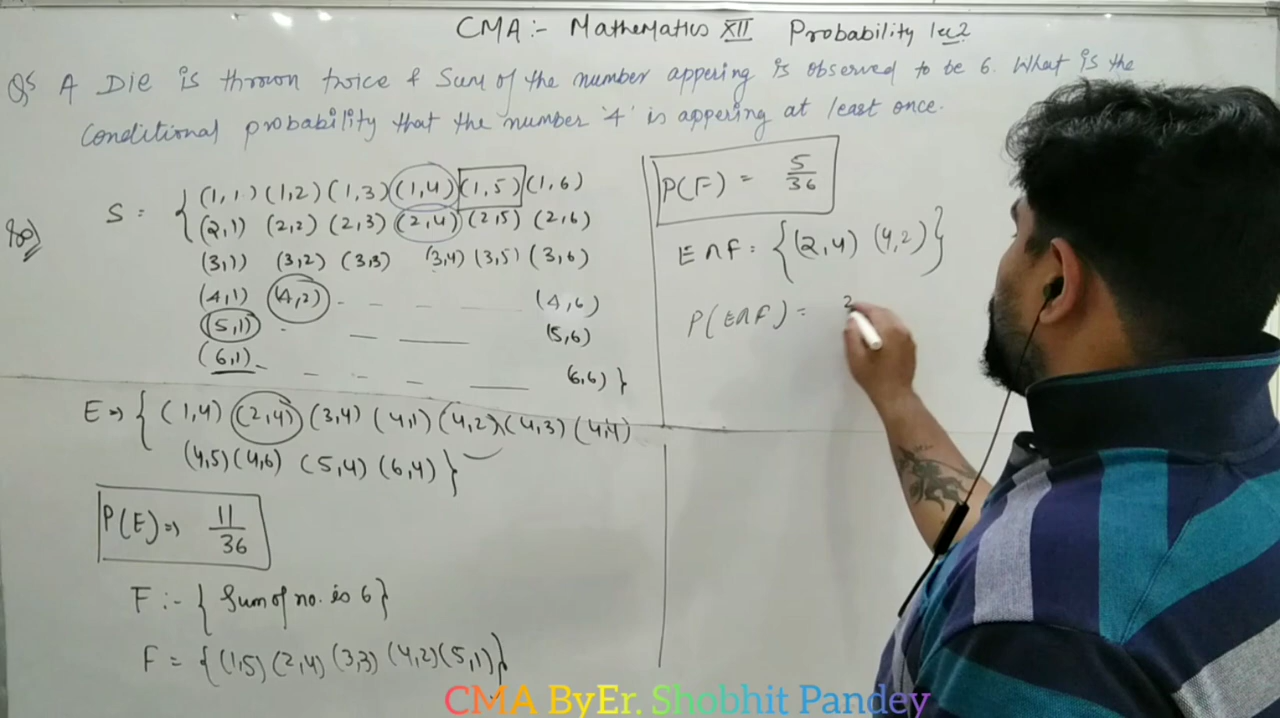 CMA :- Mathematics XII Probability lec2
Q5 A Die is thrown twice & Sum of the number appering is observed to be 6. What is the
Conditional probability that the number '4' is appering at least once.
Sol)
S = { (1,1) (1,2) (1,3) (1,4) (1,5) (1,6)
(2,1) (2,2) (2,3) (2,4) (2,5) (2,6)
(3,1) (3,2) (3,3) (3,4) (3,5) (3,6)
(4,1) (4,2) - - - - (4,6)
(5,1) - — — (5,6)
(6,1) - - - - — (6,6) }
E => { (1,4) (2,4) (3,4) (4,1) (4,2) (4,3) (4,4)
(4,5) (4,6) (5,4) (6,4) }
P(E) => 11/36
F :- { Sum of no. is 6 }
F = { (1,5) (2,4) (3,3) (4,2) (5,1) }
P(F) = 5/36
E ∩ F = { (2,4) (4,2) }
P(E∩F) = 2
CMA ByEr. Shobhit Pandey